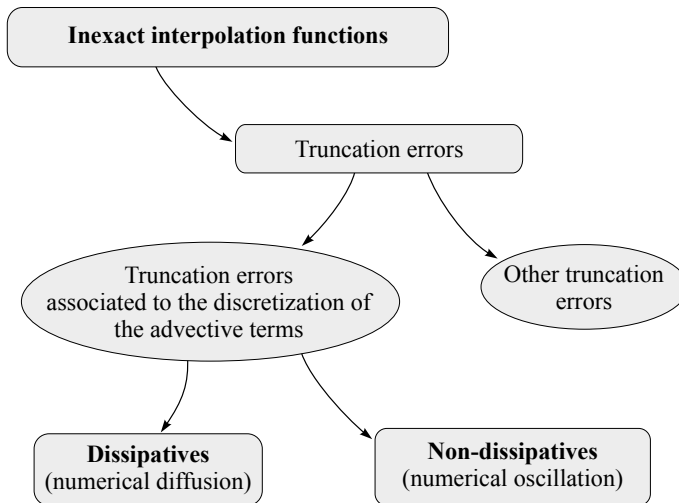 Inexact interpolation functions
Truncation errors
Truncation errors
associated to the discretization of
the advective terms
Other truncation
errors
Dissipatives
(numerical diffusion)
Non-dissipatives
(numerical oscillation)